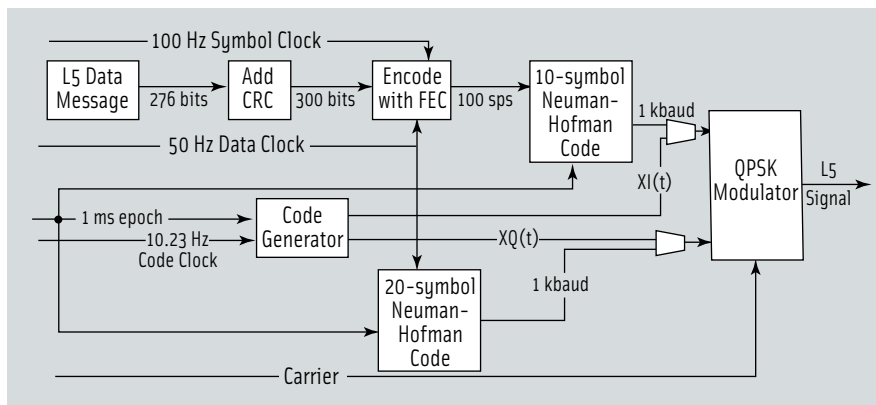 100 Hz Symbol Clock
L5 Data
Message
276 bits
Add
CRC
300 bits
Encode
with FEC
100 sps
10-symbol
Neuman-
Hofman
Code
1 kbaud
QPSK
Modulator
L5
Signal
50 Hz Data Clock
XI(t)
1 ms epoch
10.23 Hz
Code Clock
Code
Generator
XQ(t)
20-symbol
Neuman-
Hofman
Code
1 kbaud
Carrier